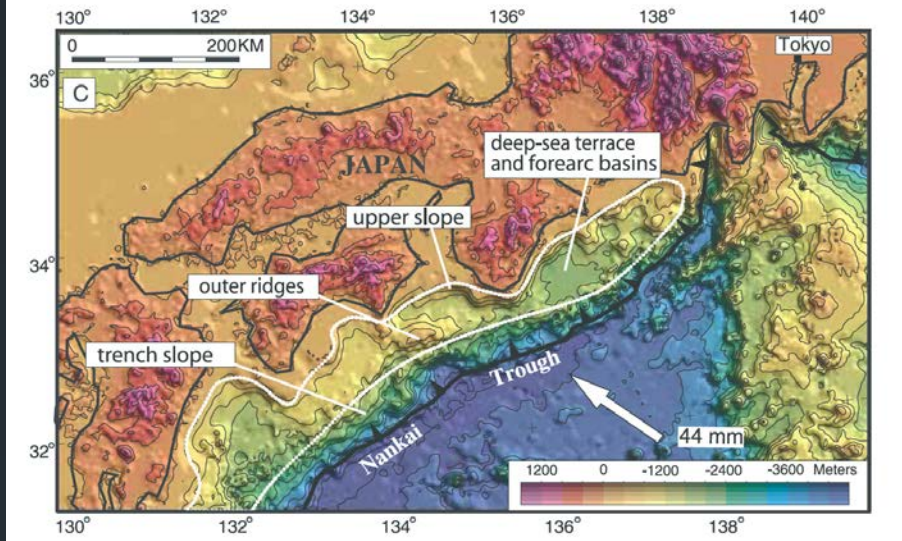 130° 132° 134° 136° 138° 140°
0 200KM
Tokyo
36°
C
deep-sea terrace
and forearc basins
JAPAN
upper slope
34°
outer ridges
trench slope
Nankai Trough
44 mm
32°
1200 0 -1200 -2400 -3600 Meters
130° 132° 134° 136° 138°